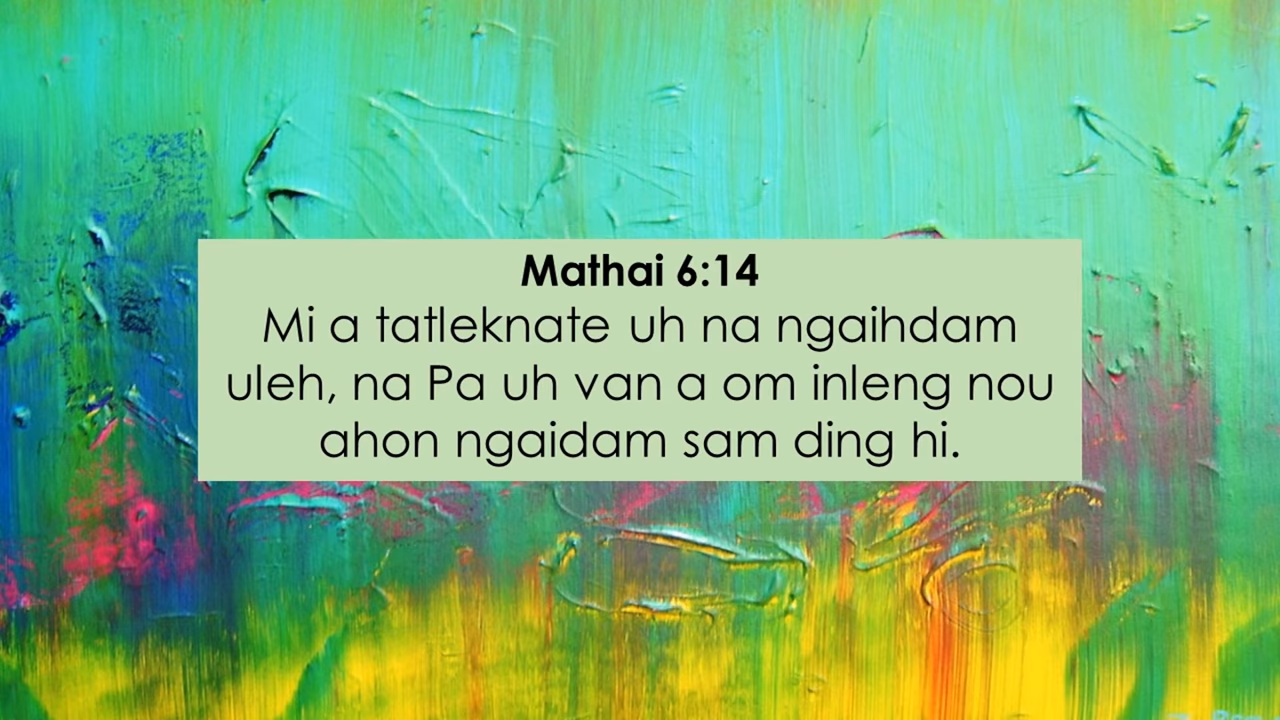 Mathai 6:14
Mi a tatleknate uh na ngaihdam
uleh, na Pa uh van a om inleng nou
ahon ngaidam sam ding hi.